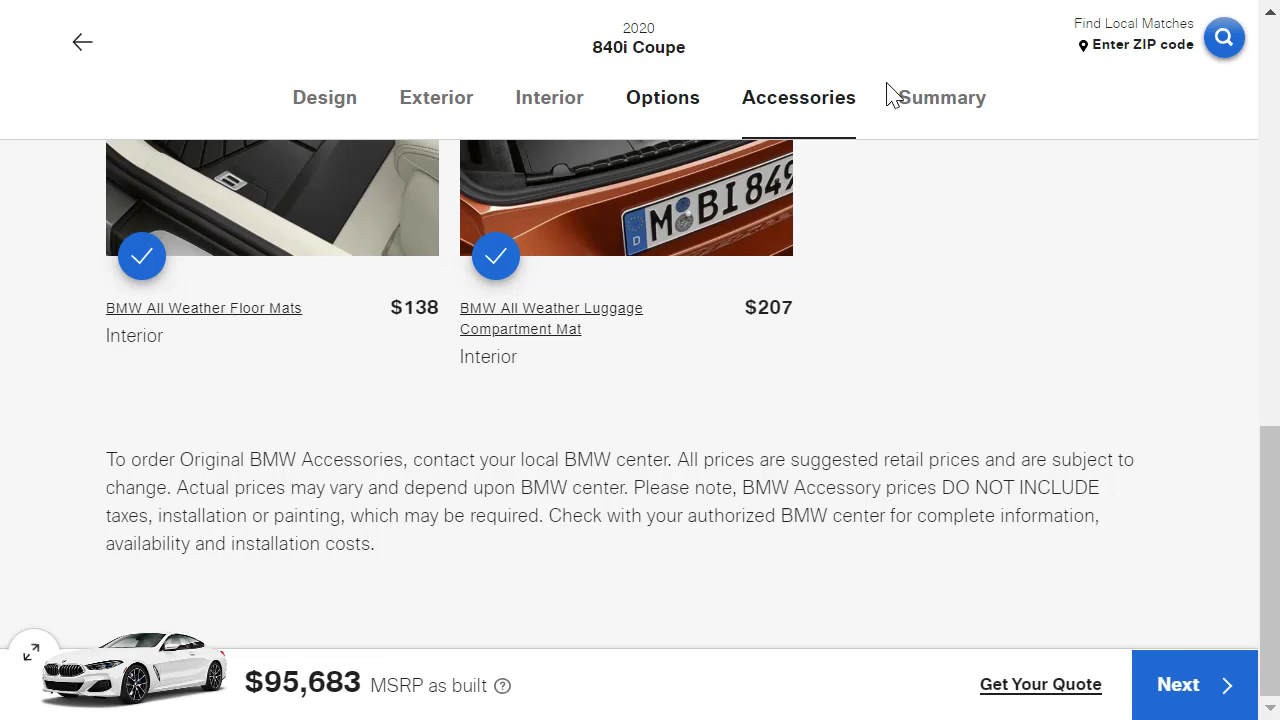 2020
840i Coupe
Find Local Matches
Enter ZIP code
Design
Exterior
Interior
Options
Accessories
Summary
D
M BI 849
BMW All Weather Floor Mats
$138
Interior
BMW All Weather Luggage
Compartment Mat
$207
Interior
To order Original BMW Accessories, contact your local BMW center. All prices are suggested retail prices and are subject to
change. Actual prices may vary and depend upon BMW center. Please note, BMW Accessory prices DO NOT INCLUDE
taxes, installation or painting, which may be required. Check with your authorized BMW center for complete information,
availability and installation costs.
$95,683 MSRP as built
Get Your Quote
Next